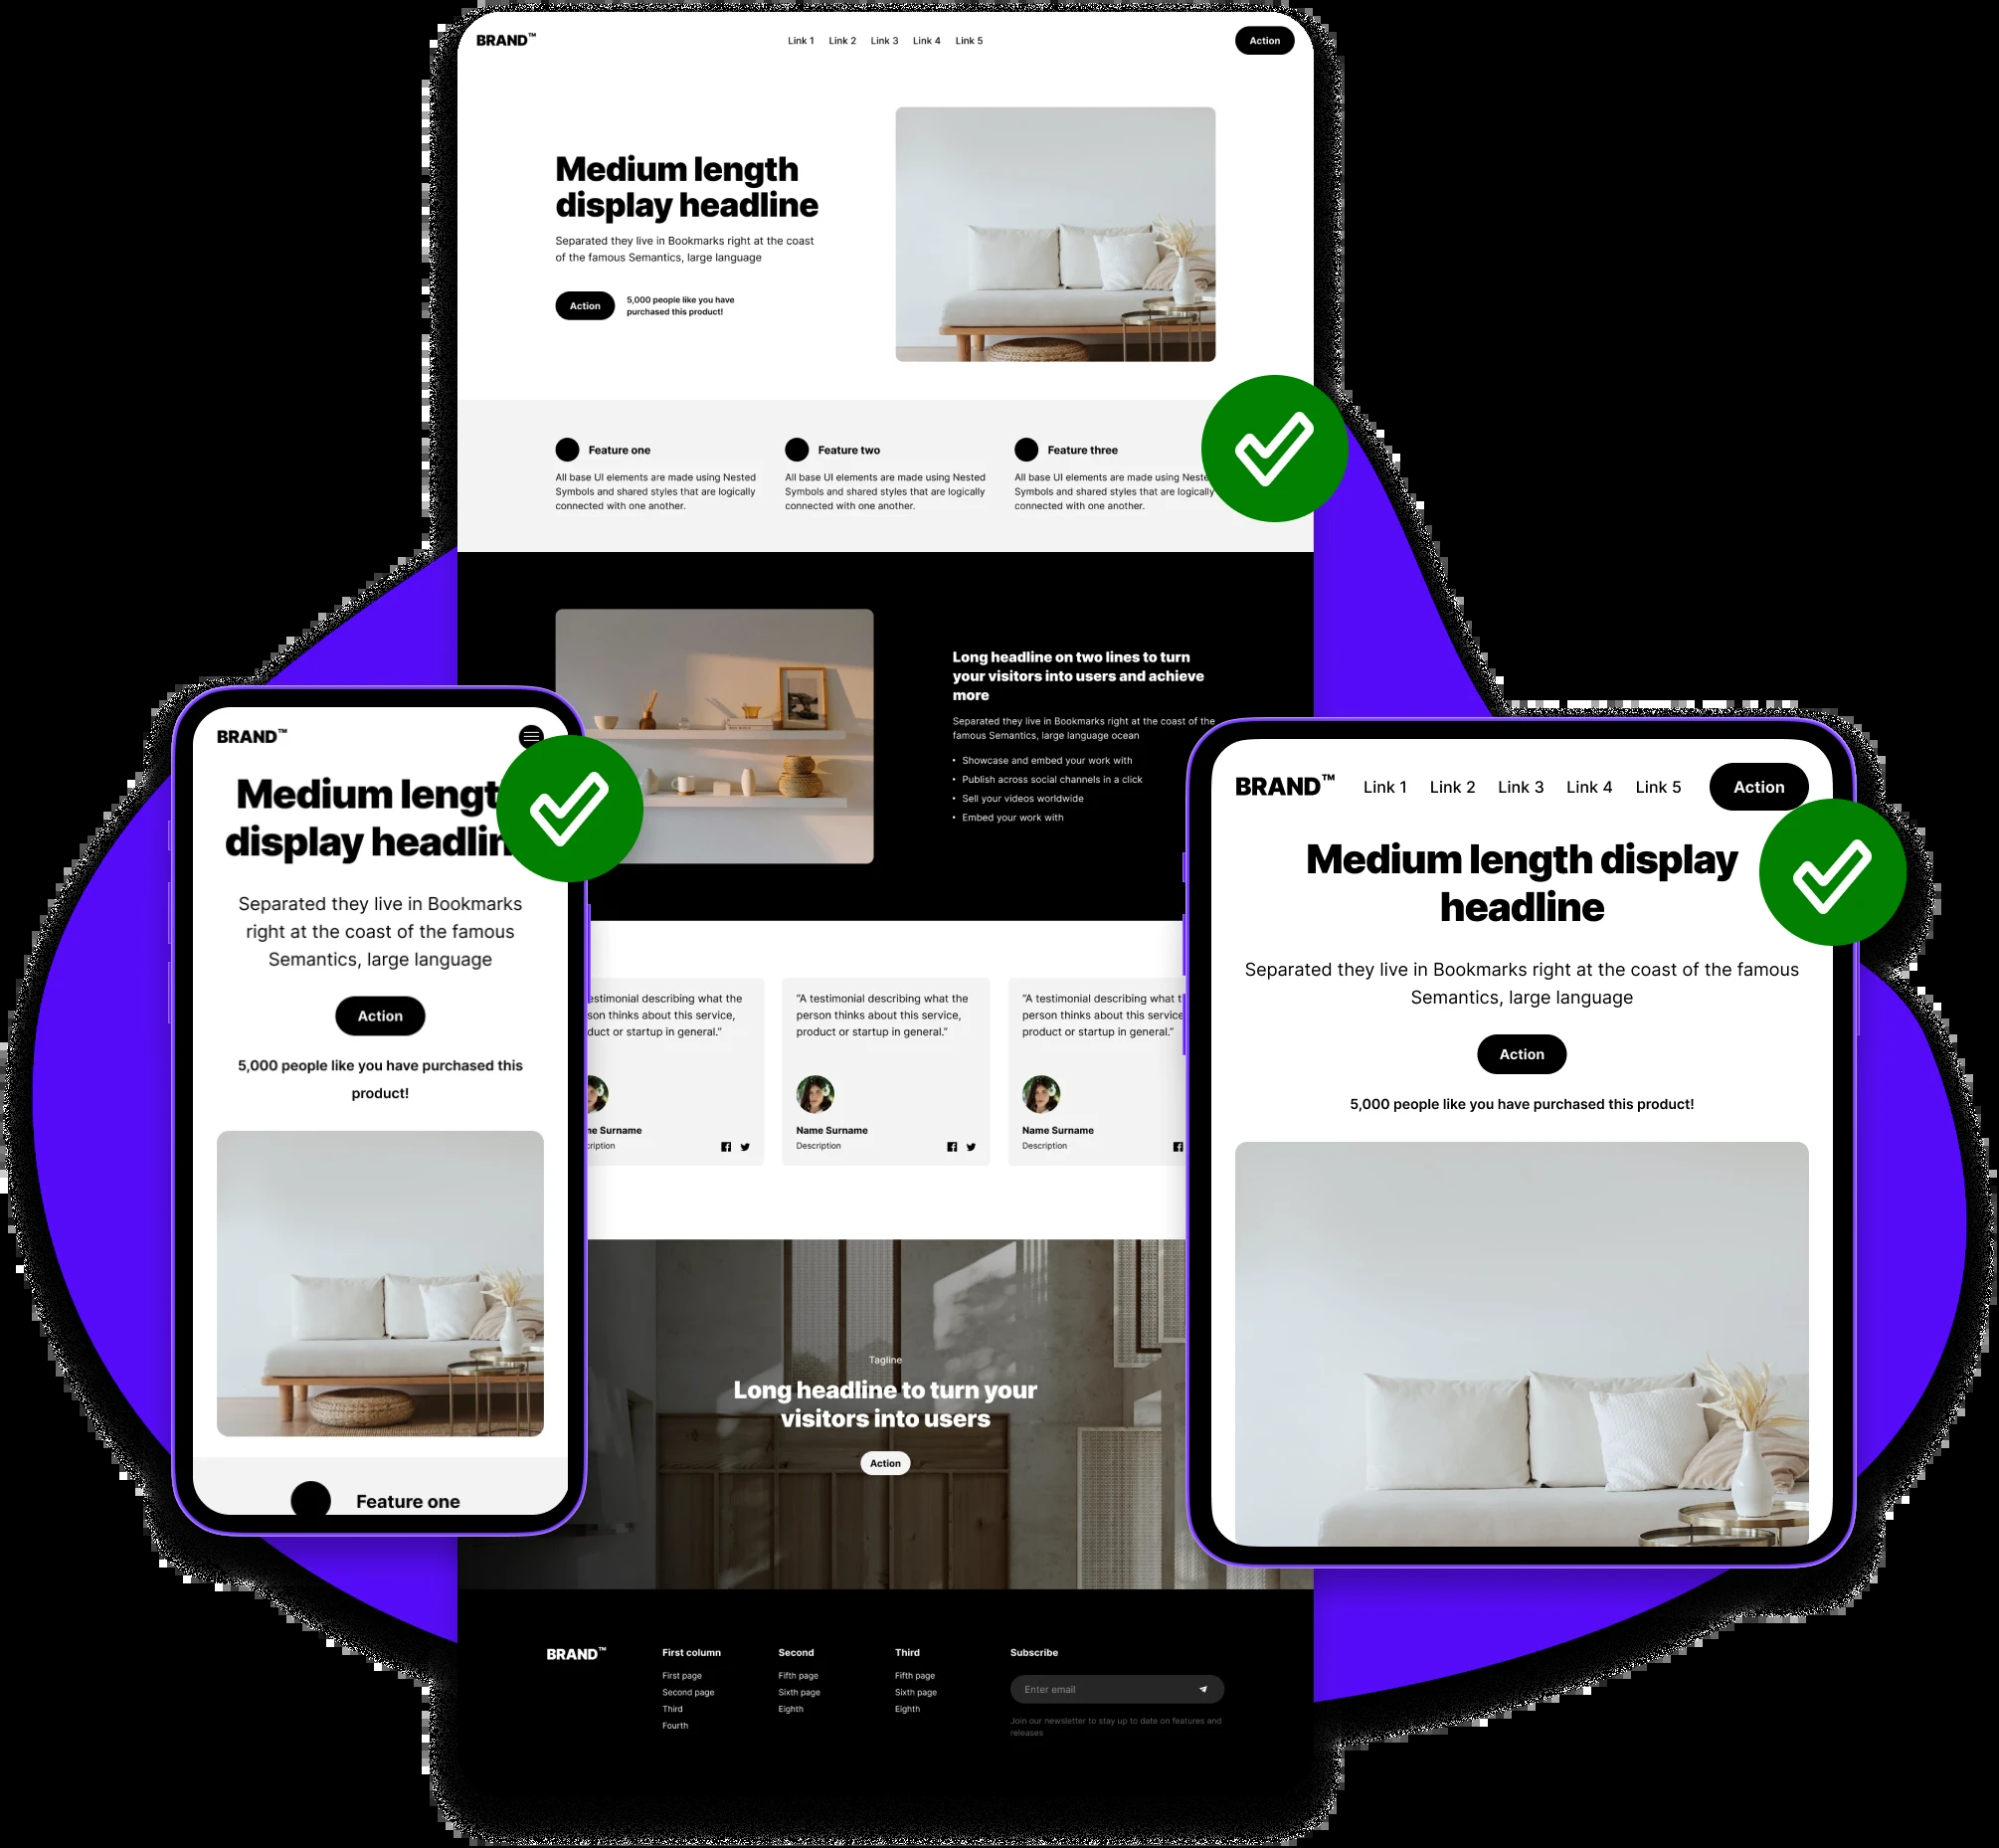 BRAND™
Link 1 Link 2 Link 3 Link 4 Link 5
Action
Medium length
display headline
Separated they live in Bookmarks right at the coast
of the famous Semantics, large language
Action
5,000 people like you have
purchased this product!
Feature one
All base UI elements are made using Nested
Symbols and shared styles that are logically
connected with one another.
Feature two
All base UI elements are made using Nested
Symbols and shared styles that are logically
connected with one another.
Feature three
All base UI elements are made using Neste
Symbols and shared styles that are logically
connected with one another.
Long headline on two lines to turn
your visitors into users and achieve
more
Separated they live in Bookmarks right at the coast of the
famous Semantics, large language ocean
• Showcase and embed your work with
• Publish across social channels in a click
• Sell your videos worldwide
• Embed your work with
BRAND™
Medium lengt
display headlin
Separated they live in Bookmarks
right at the coast of the famous
Semantics, large language
Action
5,000 people like you have purchased this
product!
Feature one
BRAND™
Link 1 Link 2 Link 3 Link 4 Link 5
Action
Medium length display
headline
Separated they live in Bookmarks right at the coast of the famous
Semantics, large language
Action
5,000 people like you have purchased this product!
estimonial describing what the
son thinks about this service,
duct or startup in general.”
ne Surname
cription
“A testimonial describing what the
person thinks about this service,
product or startup in general.”
Name Surname
Description
“A testimonial describing what t
person thinks about this service
product or startup in general.”
Name Surname
Description
Tagline
Long headline to turn your
visitors into users
Action
BRAND™
First column
First page
Second page
Third
Fourth
Second
Fifth page
Sixth page
Eighth
Third
Fifth page
Sixth page
Eighth
Subscribe
Enter email
Join our newsletter to stay up to date on features and
releases